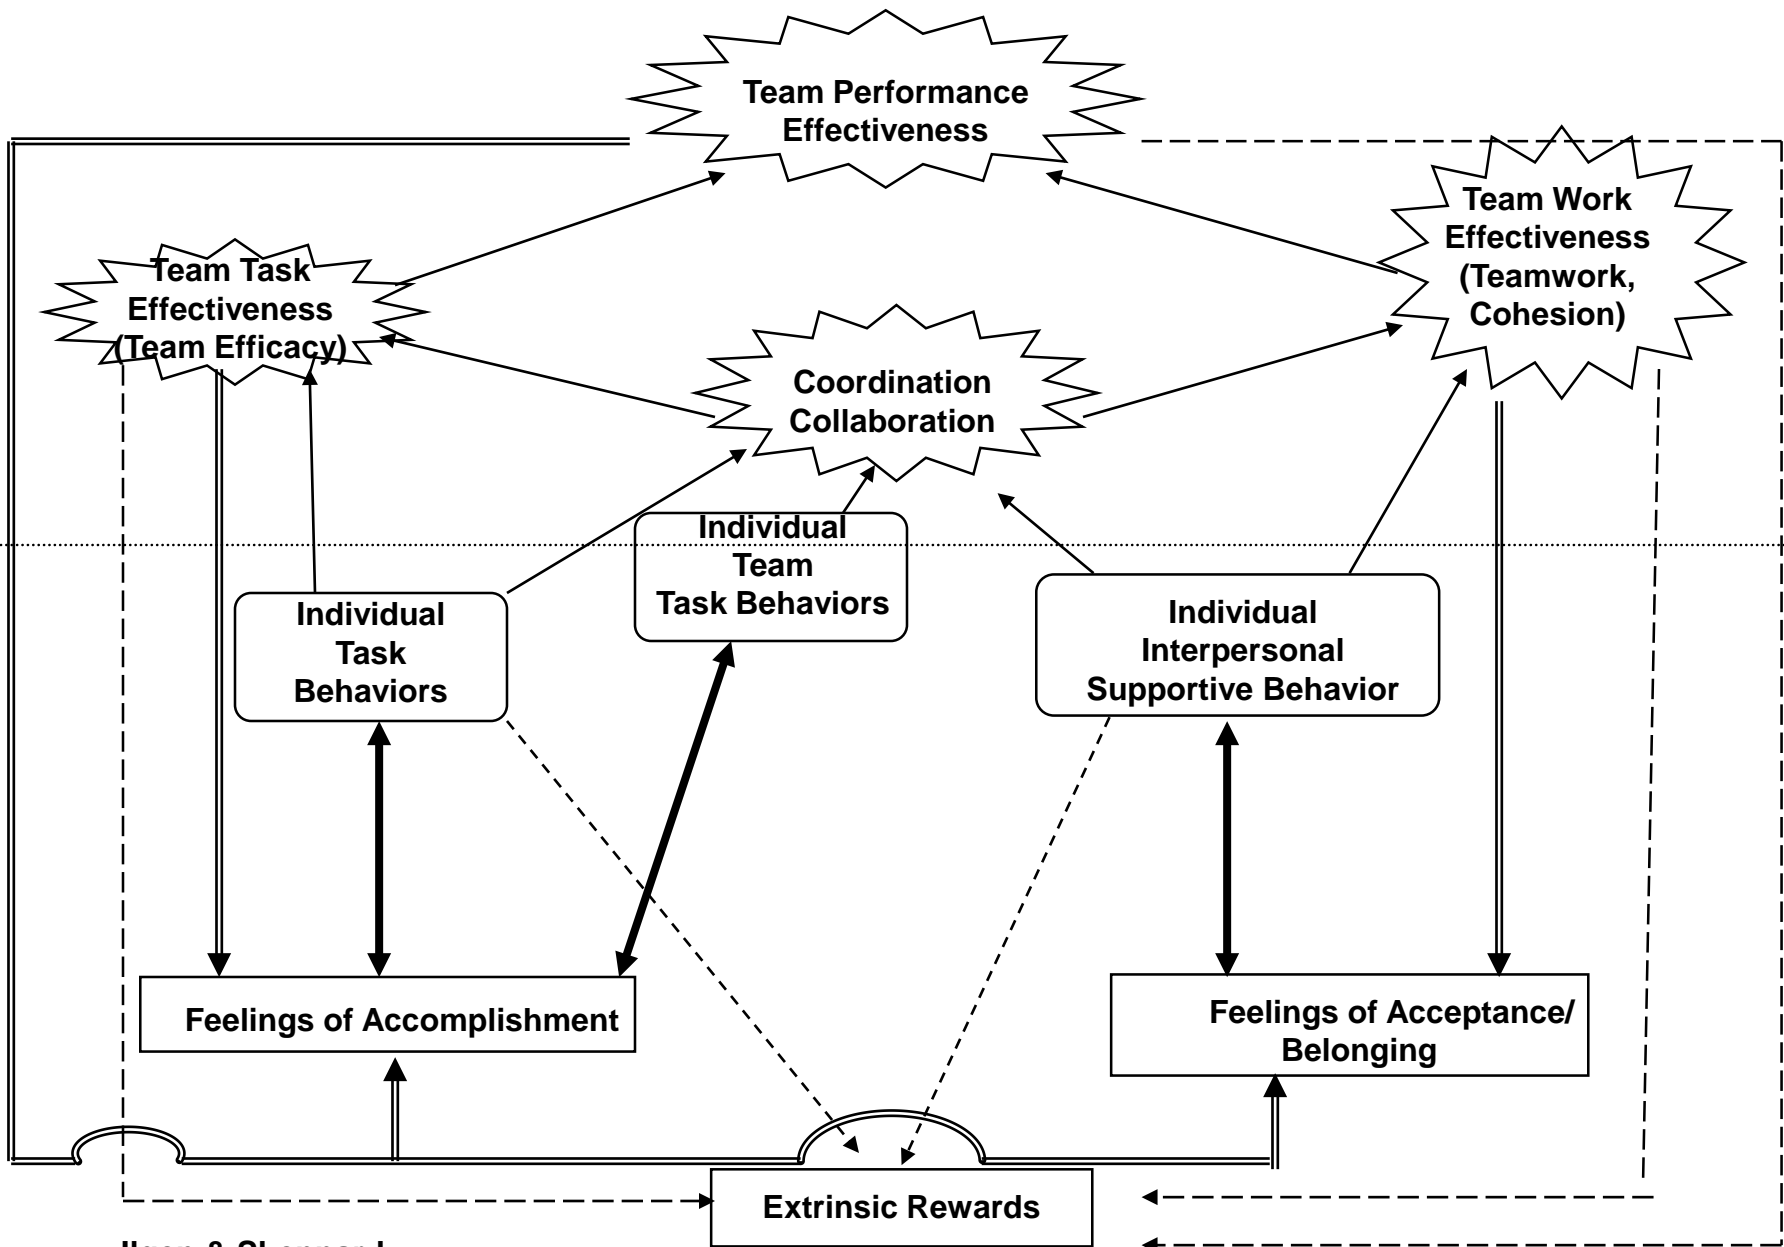 Team Performance
Effectiveness
Team Work
Effectiveness
(Teamwork,
Cohesion)
Team Task
Effectiveness
(Team Efficacy)
Coordination
Collaboration
Individual
Team
Task Behaviors
Individual
Task
Behaviors
Individual
Interpersonal
Supportive Behavior
Feelings of Accomplishment
Feelings of Acceptance/
Belonging
Extrinsic Rewards